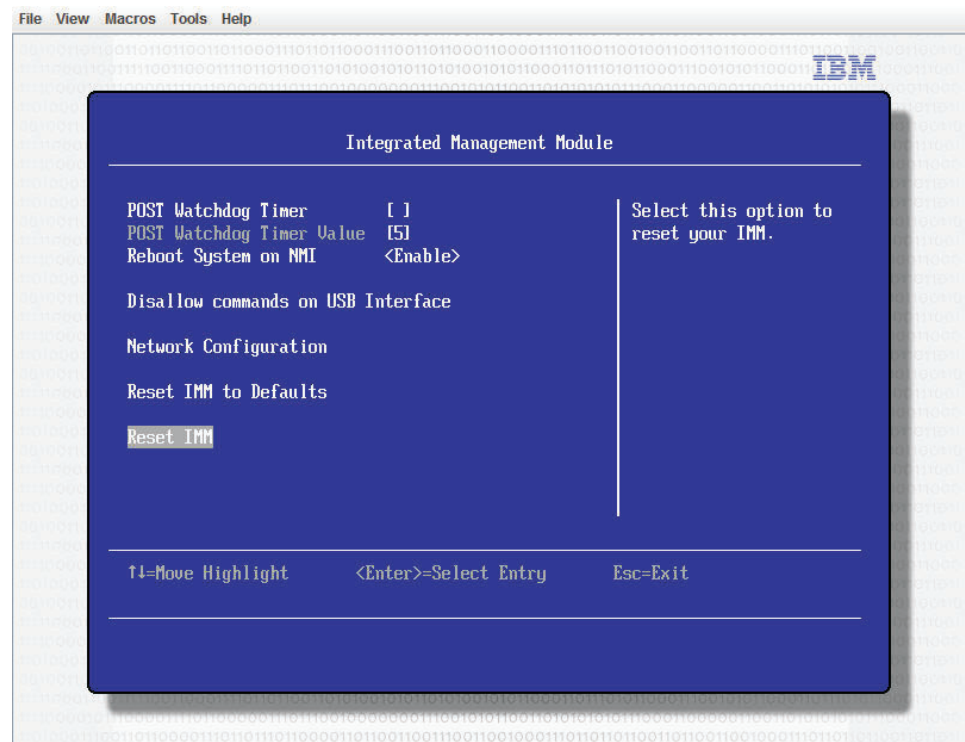 File View Macros Tools Help
IBM
Integrated Management Module
POST Watchdog Timer [ ]
POST Watchdog Timer Value [5]
Reboot System on NMI <Enable>
Disallow commands on USB Interface
Network Configuration
Reset IMM to Defaults
Reset IMM
Select this option to
reset your IMM.
↑↓=Move Highlight <Enter>=Select Entry Esc=Exit